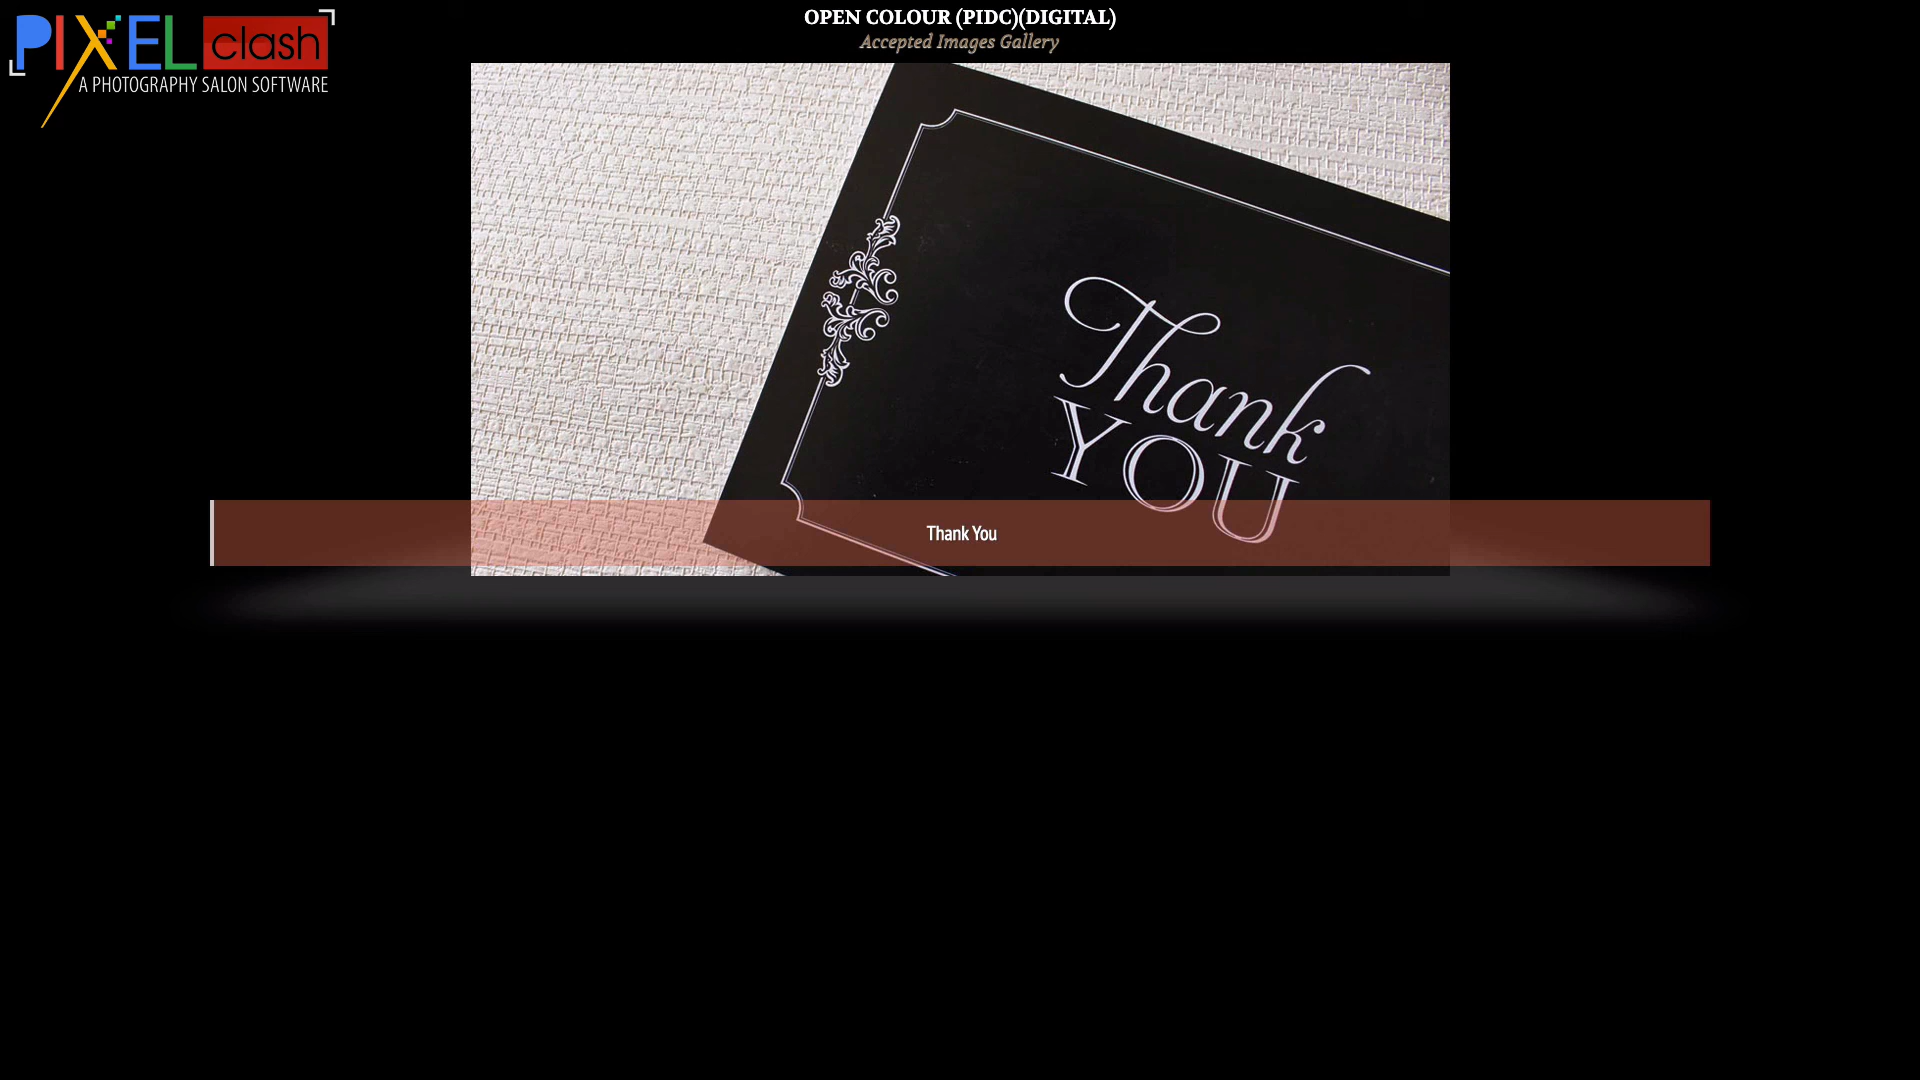 OPEN COLOUR (PIDC)(DIGITAL)
Accepted Images Gallery
PIXEL clash
A PHOTOGRAPHY SALON SOFTWARE
Thank
YOU
Thank You